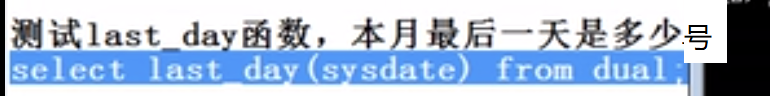 测试last_day函数，本月最后一天是多少号
select last_day(sysdate) from dual;